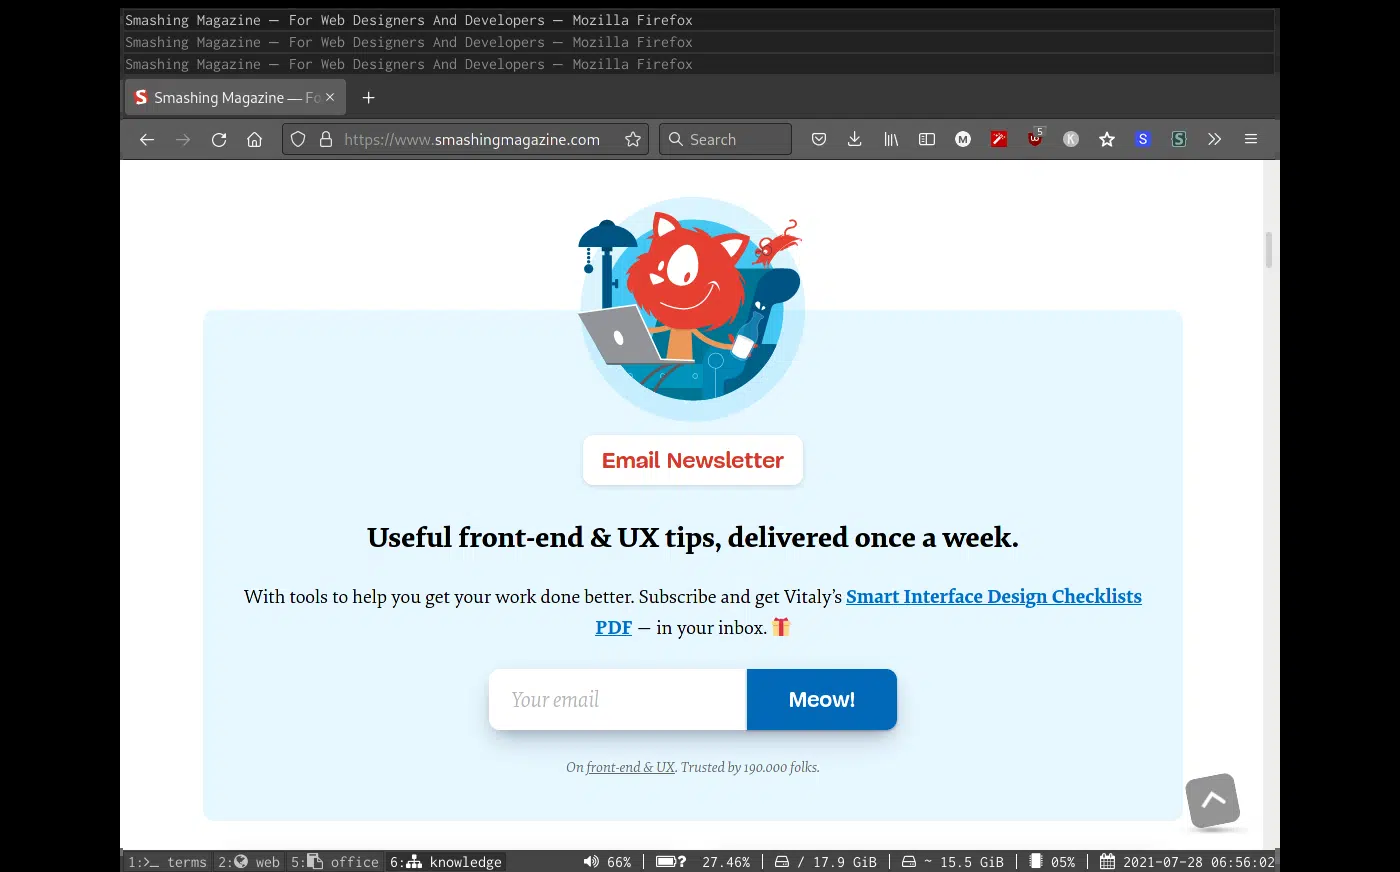 Smashing Magazine — For Web Designers And Developers — Mozilla Firefox
Smashing Magazine — For Web Designers And Developers — Mozilla Firefox
Smashing Magazine — For Web Designers And Developers — Mozilla Firefox
S Smashing Magazine — Fo × +
https://www.smashingmagazine.com Search M 5 K S S
Email Newsletter
Useful front-end & UX tips, delivered once a week.
With tools to help you get your work done better. Subscribe and get Vitaly’s Smart Interface Design Checklists
PDF — in your inbox. 🎁
Your email Meow!
On front-end & UX. Trusted by 190.000 folks.
1:>_ terms 2: web 5: office 6: knowledge 66% | ? 27.46% | / 17.9 GiB | ~ 15.5 GiB | 05% | 2021-07-28 06:56:02